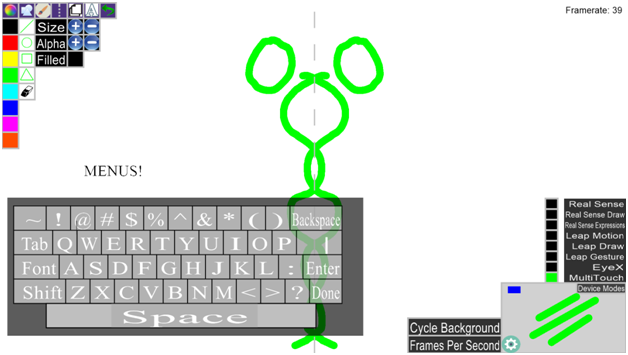 Framerate: 39
Size + +
Alpha + -
Filled
A
MENUS!
~ ! @ # $ % ^ & * ( ) Backspace
Tab Q W E R T Y U I O P |
Font A S D F G H J K L : Enter
Shift Z X C V B N M < > ? Done
Space
Real Sense
Real Sense Draw
Real Sense Expressions
Leap Motion
Leap Draw
Leap Gesture
EyeX
MultiTouch
Device Modes
Cycle Background
Frames Per Second